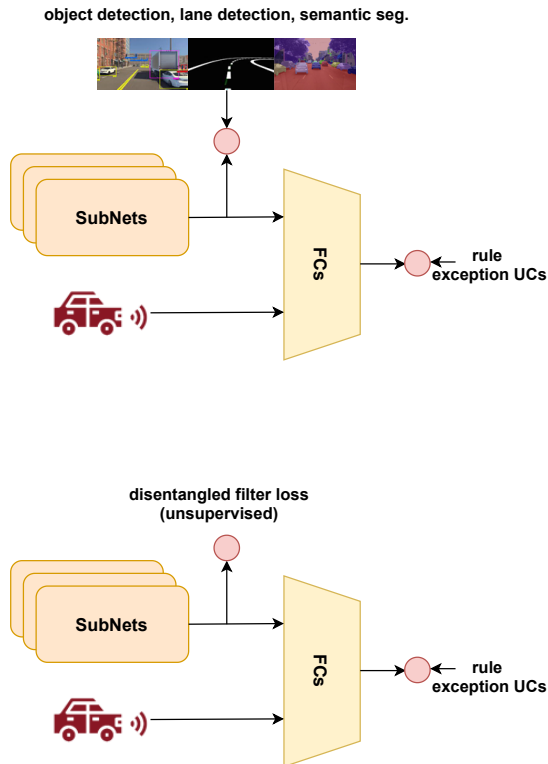 object detection, lane detection, semantic seg.
SubNets
FCs
rule
exception UCs
disentangled filter loss
(unsupervised)
SubNets
FCs
rule
exception UCs